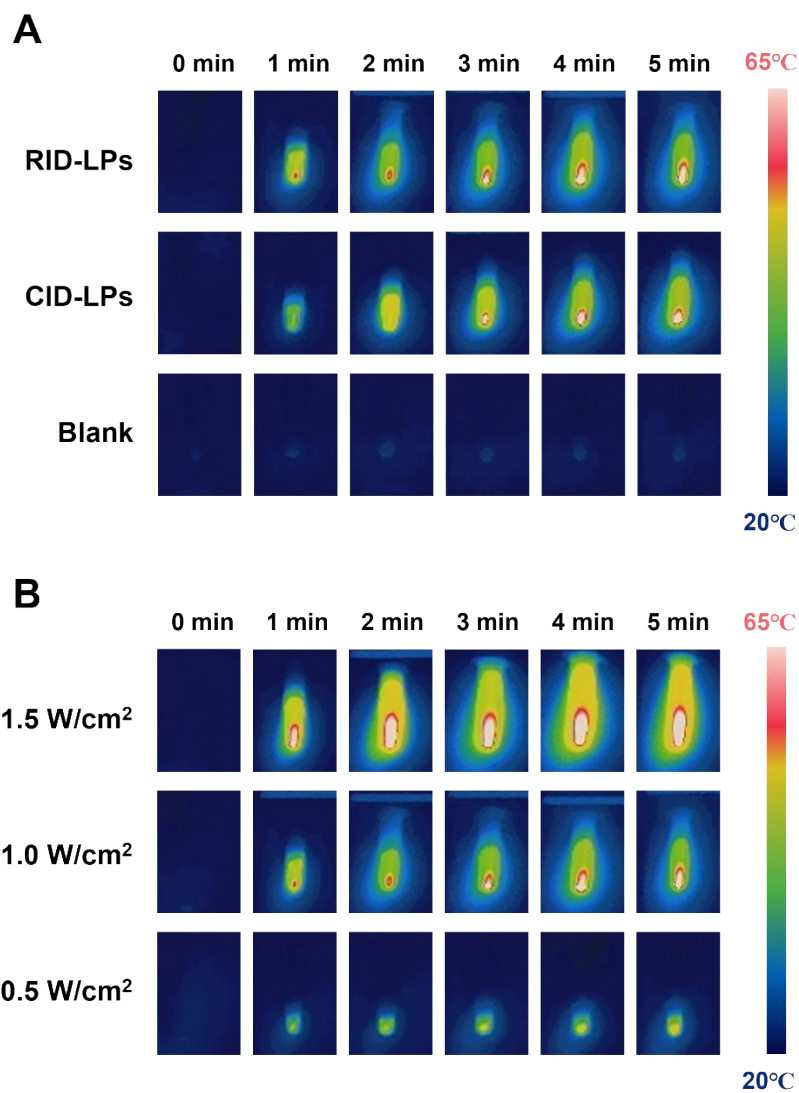 A
0 min 1 min 2 min 3 min 4 min 5 min 65℃
RID-LPs
CID-LPs
Blank
20℃
B
0 min 1 min 2 min 3 min 4 min 5 min 65℃
1.5 W/cm²
1.0 W/cm²
0.5 W/cm²
20℃